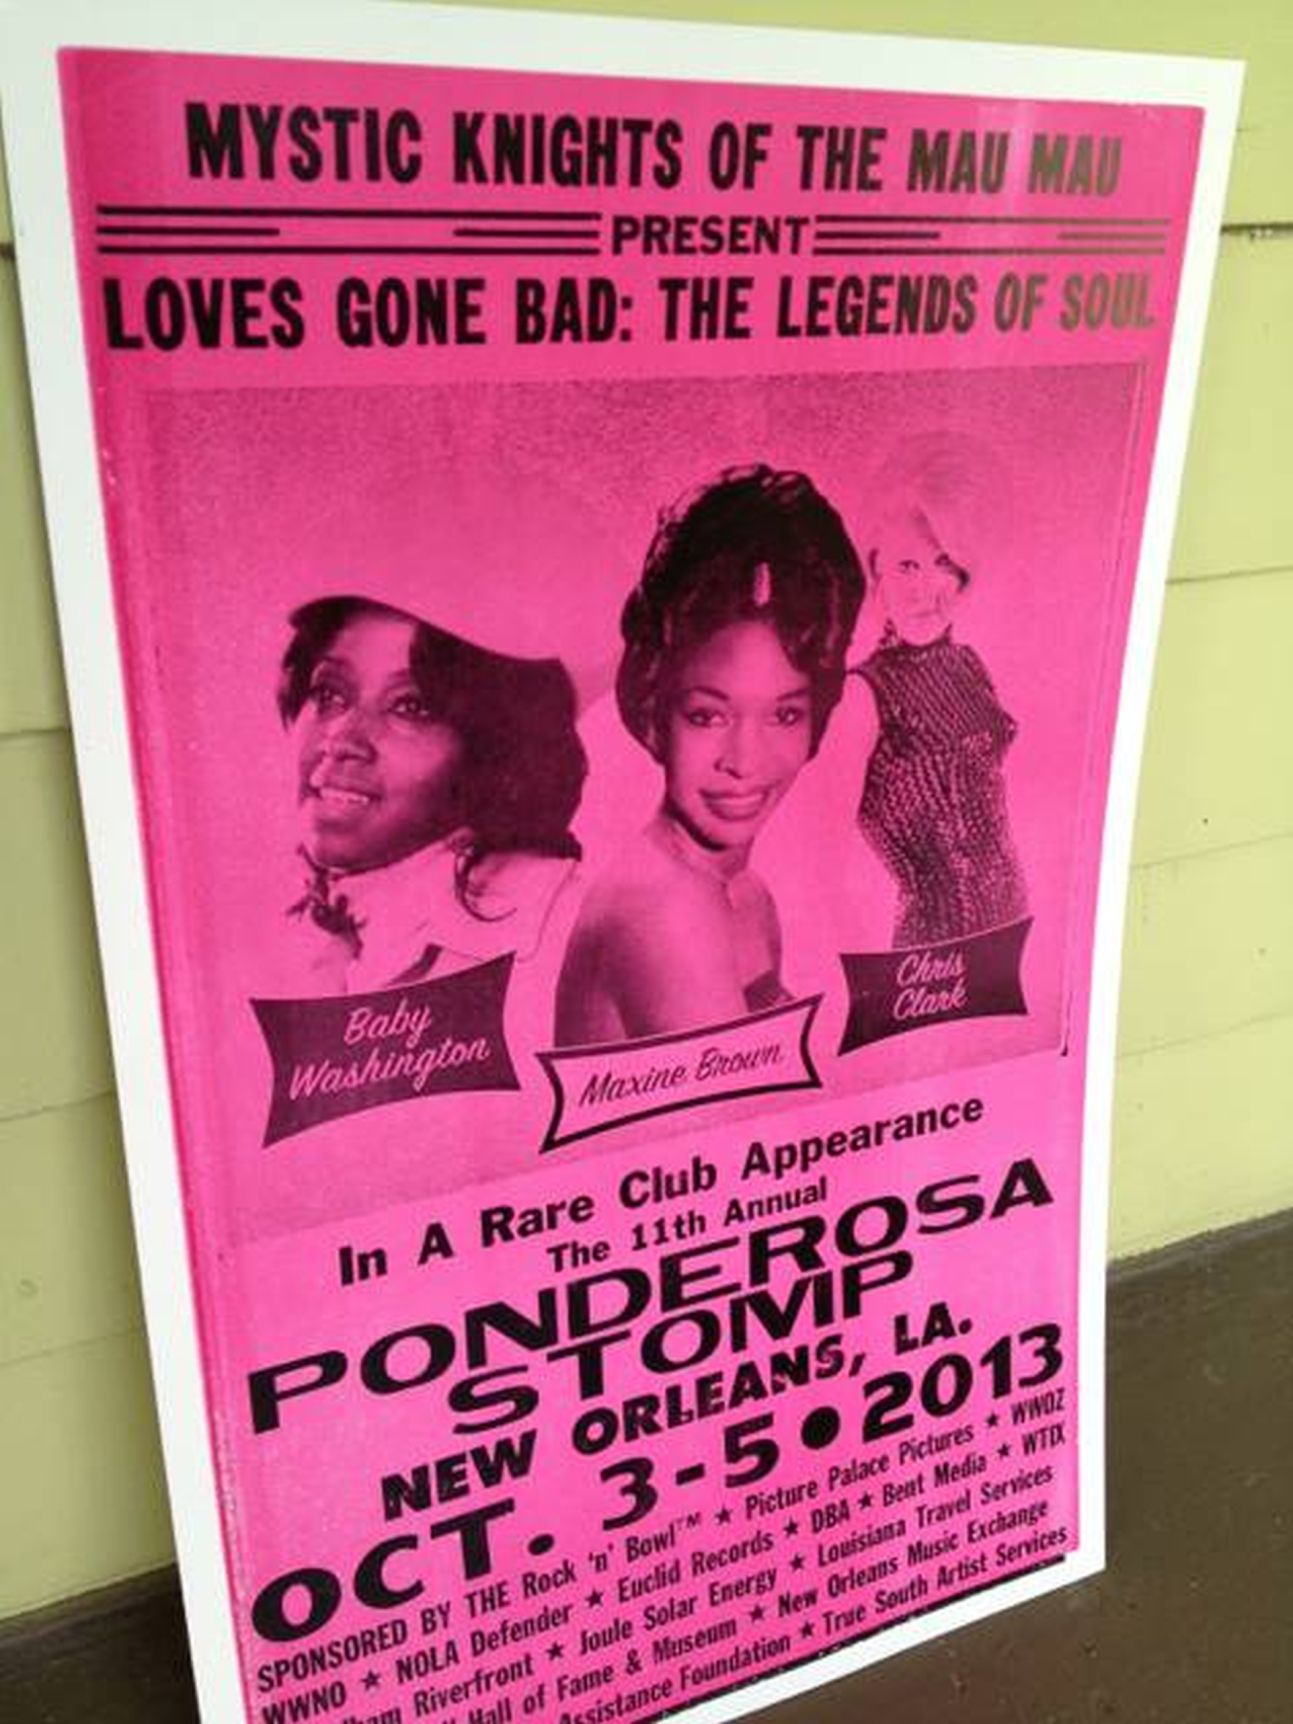 MYSTIC KNIGHTS OF THE MAU MAU
PRESENT
LOVES GONE BAD: THE LEGENDS OF SOUL
Baby
Washington
Maxine Brown
Chris
Clark
In A Rare Club Appearance
The 11th Annual
PONDEROSA
STOMP
NEW ORLEANS, LA.
OCT. 3-5 • 2013
SPONSORED BY THE Rock 'n' Bowl™ ★ Picture Palace Pictures ★ WWOZ
WWNO ★ NOLA Defender ★ Euclid Records ★ DBA ★ Bent Media ★ WTIX
Riverfront ★ Joule Solar Energy ★ Louisiana Travel Services
Hall of Fame & Museum ★ New Orleans Music Exchange
Assistance Foundation ★ True South Artist Services